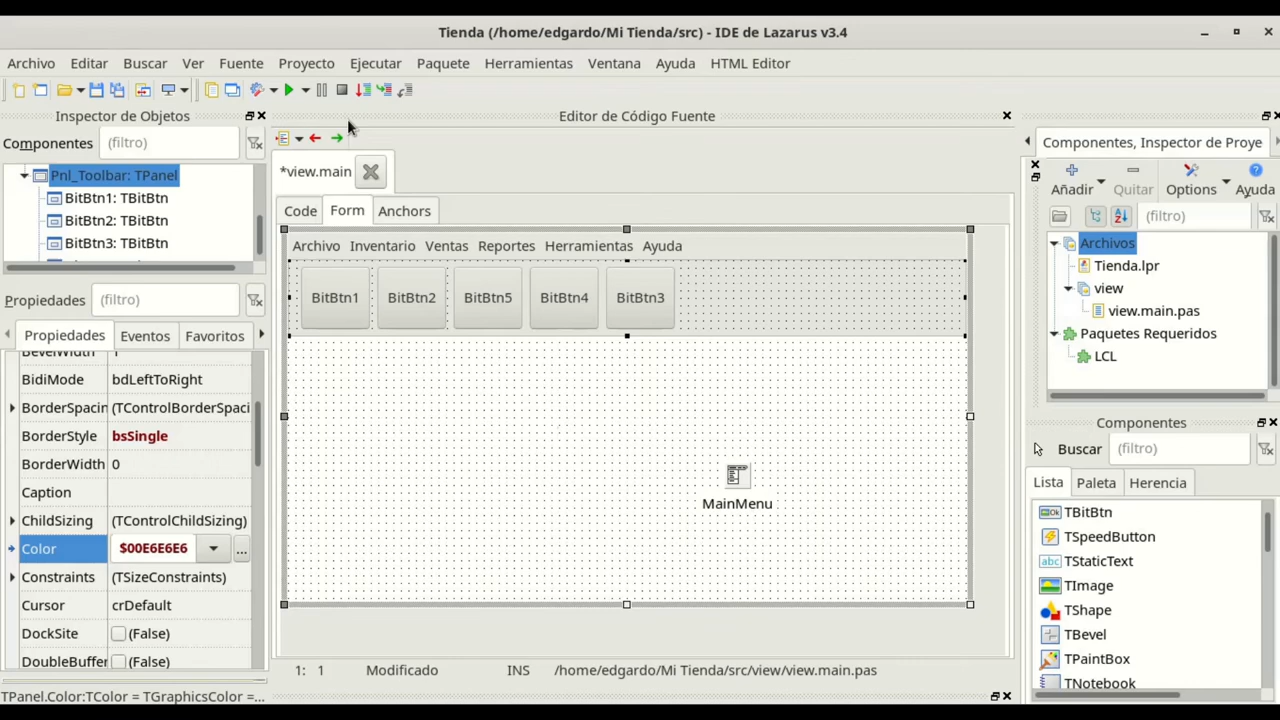 Tienda (/home/edgardo/Mi Tienda/src) - IDE de Lazarus v3.4
Archivo Editar Buscar Ver Fuente Proyecto Ejecutar Paquete Herramientas Ventana Ayuda HTML Editor
Inspector de Objetos
Componentes (filtro)
Pnl_Toolbar: TPanel
BitBtn1: TBitBtn
BitBtn2: TBitBtn
BitBtn3: TBitBtn
Propiedades (filtro)
Propiedades Eventos Favoritos
BevelWidth 1
BidiMode bdLeftToRight
BorderSpacin (TControlBorderSpaci
BorderStyle bsSingle
BorderWidth 0
Caption
ChildSizing (TControlChildSizing)
Color $00E6E6E6 ...
Constraints (TSizeConstraints)
Cursor crDefault
DockSite (False)
DoubleBuffer (False)
TPanel.Color:TColor = TGraphicsColor =...
Editor de Código Fuente
*view.main
Code Form Anchors
Archivo Inventario Ventas Reportes Herramientas Ayuda
BitBtn1 BitBtn2 BitBtn5 BitBtn4 BitBtn3
MainMenu
1: 1 Modificado INS /home/edgardo/Mi Tienda/src/view/view.main.pas
Componentes, Inspector de Proye
Añadir Quitar Options Ayuda
(filtro)
Archivos
Tienda.lpr
view
view.main.pas
Paquetes Requeridos
LCL
Componentes
Buscar (filtro)
Lista Paleta Herencia
TBitBtn
TSpeedButton
TStaticText
TImage
TShape
TBevel
TPaintBox
TNotebook